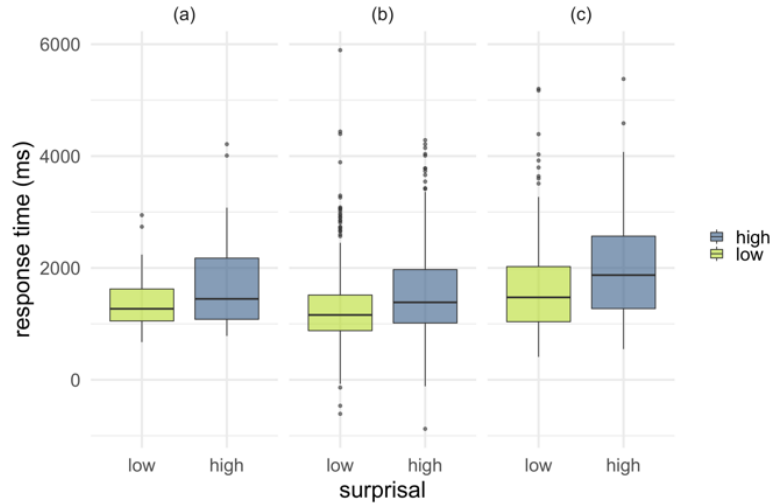 (a) (b) (c)
6000
4000
2000
0
response time (ms)
high
low
low high low high low high
surprisal